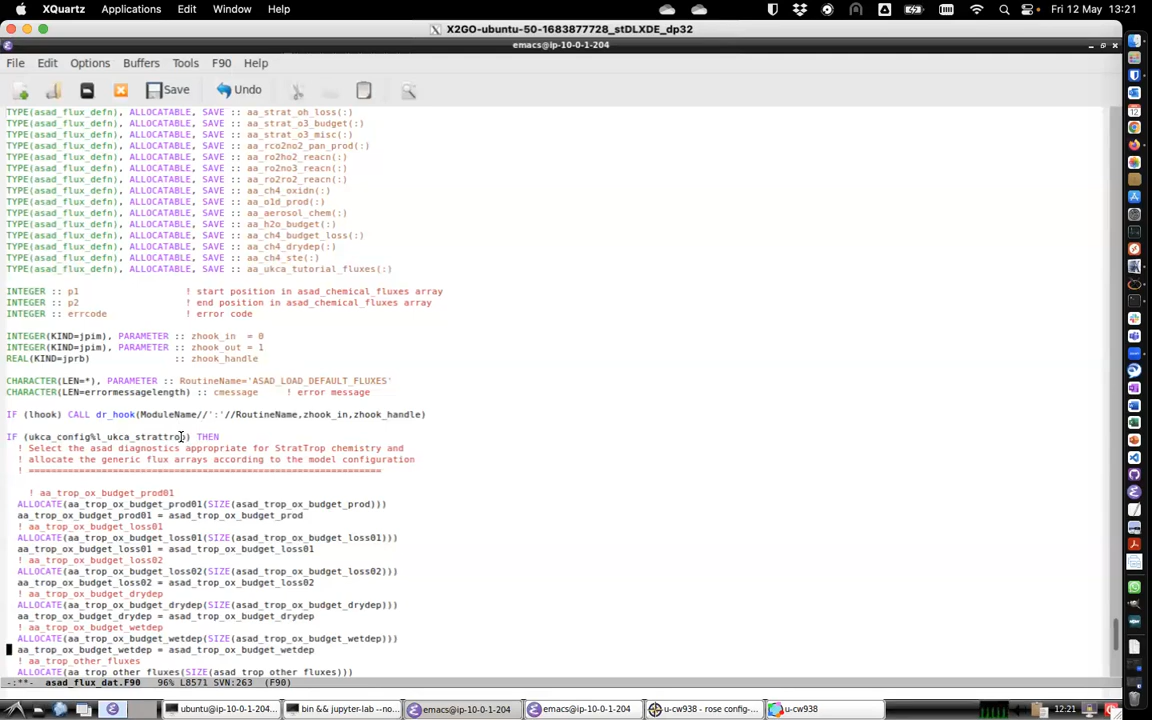 XQuartz Applications Edit Window Help Fri 12 May 13:21
X2GO-ubuntu-50-1683877728_stDLXDE_dp32
emacs@ip-10-0-1-204
File Edit Options Buffers Tools F90 Help
Save Undo
TYPE(asad_flux_defn), ALLOCATABLE, SAVE :: aa_strat_oh_loss(:)
TYPE(asad_flux_defn), ALLOCATABLE, SAVE :: aa_strat_o3_budget(:)
TYPE(asad_flux_defn), ALLOCATABLE, SAVE :: aa_strat_o3_misc(:)
TYPE(asad_flux_defn), ALLOCATABLE, SAVE :: aa_rco2no2_pan_prod(:)
TYPE(asad_flux_defn), ALLOCATABLE, SAVE :: aa_ro2ho2_reacn(:)
TYPE(asad_flux_defn), ALLOCATABLE, SAVE :: aa_ro2no3_reacn(:)
TYPE(asad_flux_defn), ALLOCATABLE, SAVE :: aa_ro2ro2_reacn(:)
TYPE(asad_flux_defn), ALLOCATABLE, SAVE :: aa_ch4_oxidn(:)
TYPE(asad_flux_defn), ALLOCATABLE, SAVE :: aa_o1d_prod(:)
TYPE(asad_flux_defn), ALLOCATABLE, SAVE :: aa_aerosol_chem(:)
TYPE(asad_flux_defn), ALLOCATABLE, SAVE :: aa_h2o_budget(:)
TYPE(asad_flux_defn), ALLOCATABLE, SAVE :: aa_ch4_budget_loss(:)
TYPE(asad_flux_defn), ALLOCATABLE, SAVE :: aa_ch4_drydep(:)
TYPE(asad_flux_defn), ALLOCATABLE, SAVE :: aa_ch4_ste(:)
TYPE(asad_flux_defn), ALLOCATABLE, SAVE :: aa_ukca_tutorial_fluxes(:)
INTEGER :: p1 ! start position in asad_chemical_fluxes array
INTEGER :: p2 ! end position in asad_chemical_fluxes array
INTEGER :: errcode ! error code
INTEGER(KIND=jpim), PARAMETER :: zhook_in = 0
INTEGER(KIND=jpim), PARAMETER :: zhook_out = 1
REAL(KIND=jprb) :: zhook_handle
CHARACTER(LEN=*), PARAMETER :: RoutineName='ASAD_LOAD_DEFAULT_FLUXES'
CHARACTER(LEN=errormessagelength) :: cmessage ! error message
IF (lhook) CALL dr_hook(ModuleName//':'//RoutineName,zhook_in,zhook_handle)
IF (ukca_config%l_ukca_strattrop) THEN
! Select the asad diagnostics appropriate for StratTrop chemistry and
! allocate the generic flux arrays according to the model configuration
! ===============================================================
! aa_trop_ox_budget_prod01
ALLOCATE(aa_trop_ox_budget_prod01(SIZE(asad_trop_ox_budget_prod)))
aa_trop_ox_budget_prod01 = asad_trop_ox_budget_prod
! aa_trop_ox_budget_loss01
ALLOCATE(aa_trop_ox_budget_loss01(SIZE(asad_trop_ox_budget_loss01)))
aa_trop_ox_budget_loss01 = asad_trop_ox_budget_loss01
! aa_trop_ox_budget_loss02
ALLOCATE(aa_trop_ox_budget_loss02(SIZE(asad_trop_ox_budget_loss02)))
aa_trop_ox_budget_loss02 = asad_trop_ox_budget_loss02
! aa_trop_ox_budget_drydep
ALLOCATE(aa_trop_ox_budget_drydep(SIZE(asad_trop_ox_budget_drydep)))
aa_trop_ox_budget_drydep = asad_trop_ox_budget_drydep
! aa_trop_ox_budget_wetdep
ALLOCATE(aa_trop_ox_budget_wetdep(SIZE(asad_trop_ox_budget_wetdep)))
aa_trop_ox_budget_wetdep = asad_trop_ox_budget_wetdep
! aa_trop_other_fluxes
ALLOCATE(aa_trop_other_fluxes(SIZE(asad_trop_other_fluxes)))
-:**- asad_flux_dat.F90 96% L8571 SVN:263 (F90)
ubuntu@ip-10-0-1-204... bin && jupyter-lab --no... emacs@ip-10-0-1-204 emacs@ip-10-0-1-204 u-cw938 - rose config-... u-cw938 12:21